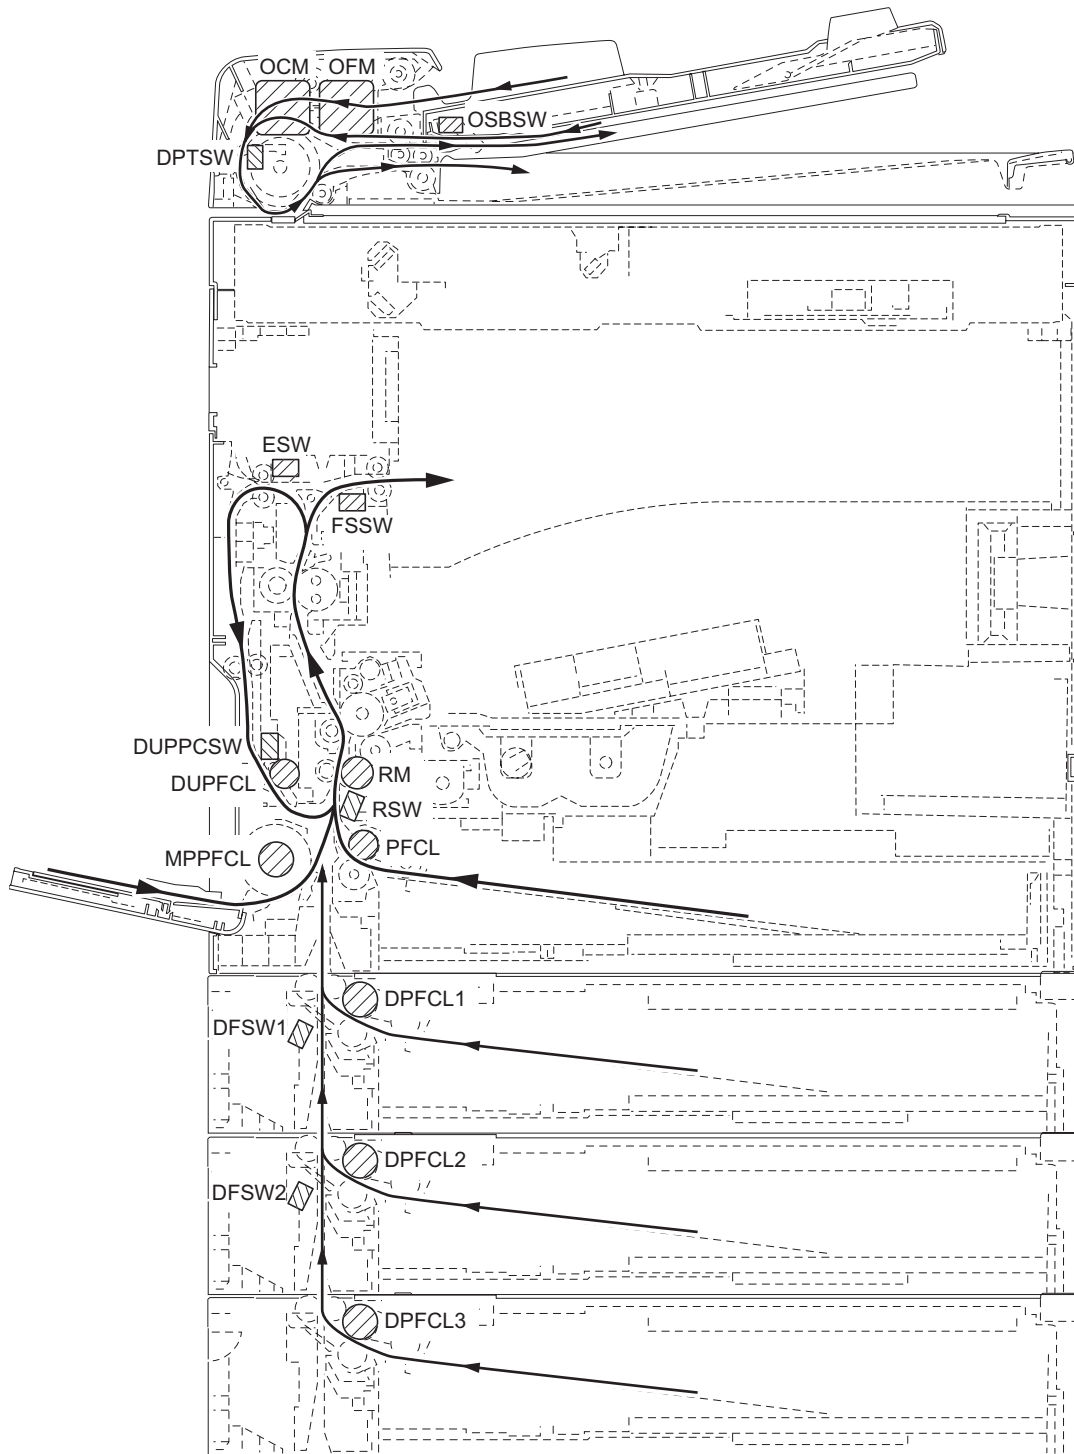 OCM OFM
OSBSW
DPTSW
ESW
FSSW
DUPPCSW
DUPFCL
RM
RSW
PFCL
MPPFCL
DPFCL1
DFSW1
DPFCL2
DFSW2
DPFCL3